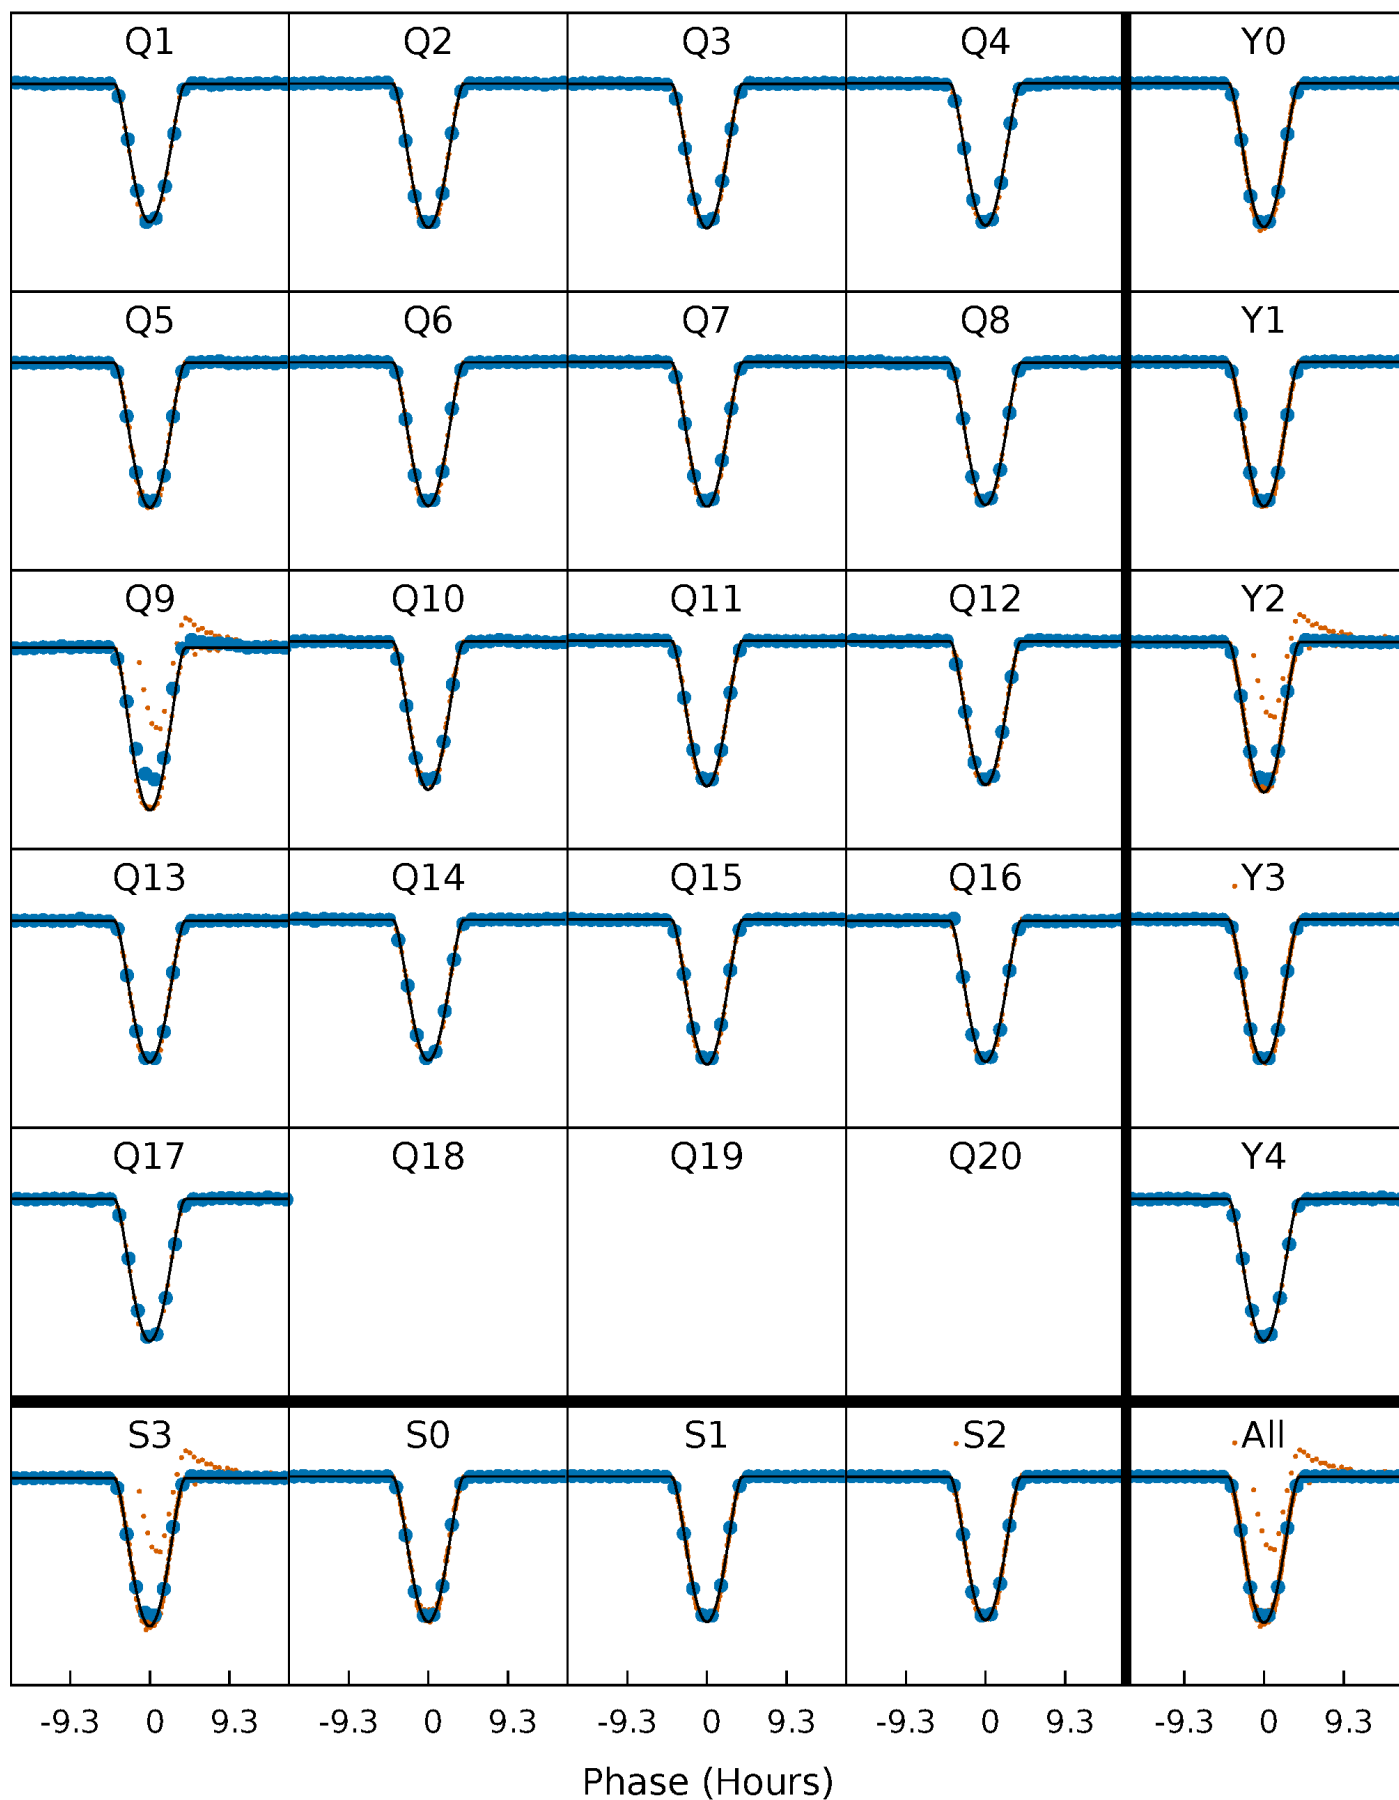 Q1 Q2 Q3 Q4 Y0
Q5 Q6 Q7 Q8 Y1
Q9 Q10 Q11 Q12 Y2
Q13 Q14 Q15 Q16 Y3
Q17 Q18 Q19 Q20 Y4
S3 S0 S1 S2 All
-9.3 0 9.3 -9.3 0 9.3 -9.3 0 9.3 -9.3 0 9.3 -9.3 0 9.3
Phase (Hours)